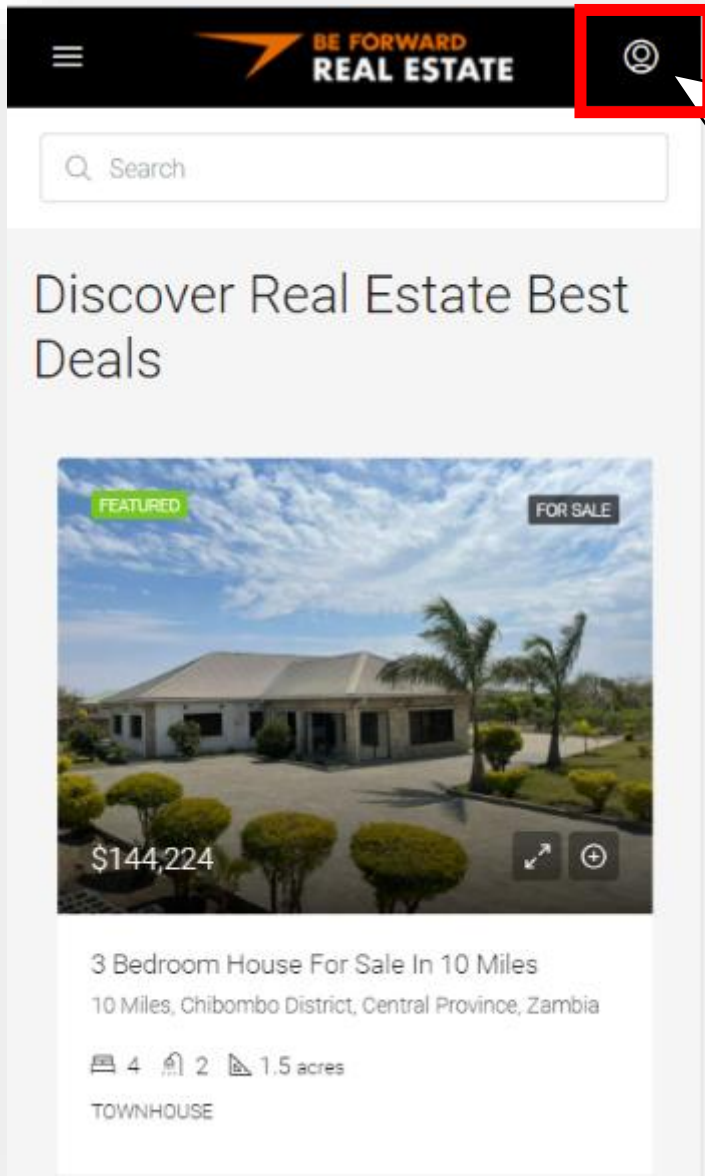 BE FORWARD
REAL ESTATE
Search
Discover Real Estate Best
Deals
FEATURED
FOR SALE
$144,224
3 Bedroom House For Sale In 10 Miles
10 Miles, Chibombo District, Central Province, Zambia
4 2 1.5 acres
TOWNHOUSE